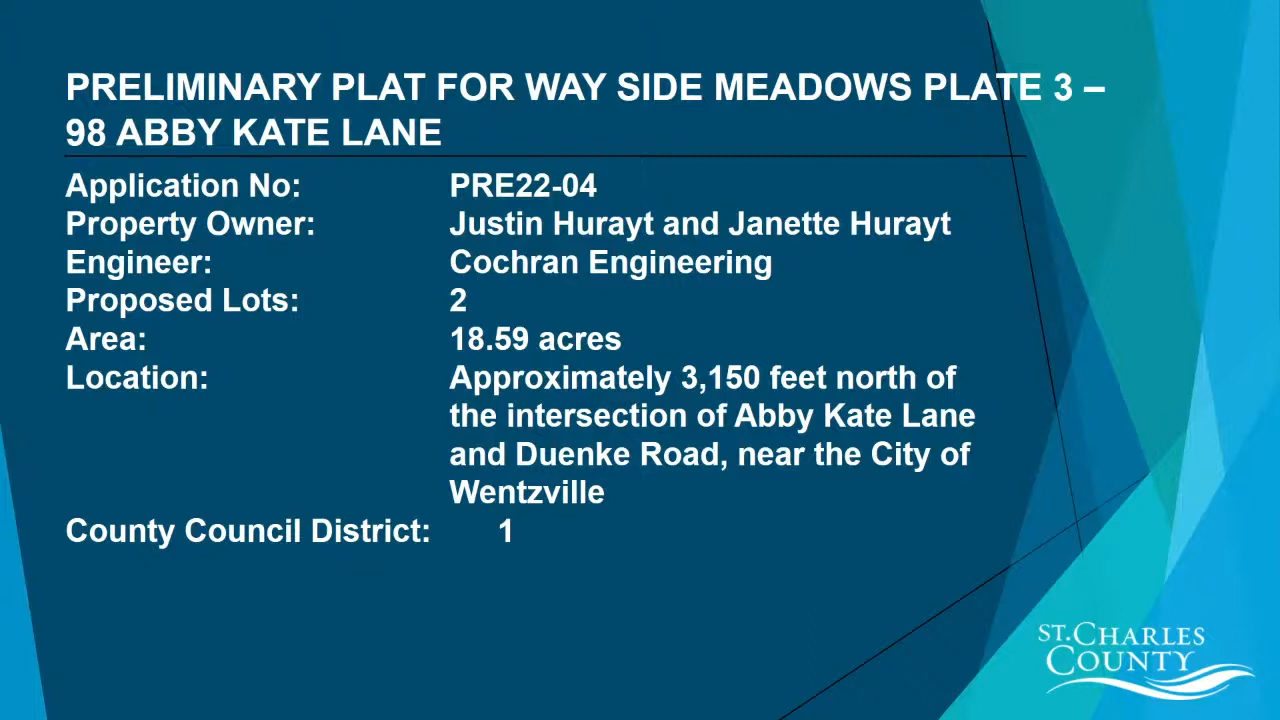 PRELIMINARY PLAT FOR WAY SIDE MEADOWS PLATE 3 –
98 ABBY KATE LANE
Application No: PRE22-04
Property Owner: Justin Hurayt and Janette Hurayt
Engineer: Cochran Engineering
Proposed Lots: 2
Area: 18.59 acres
Location: Approximately 3,150 feet north of
the intersection of Abby Kate Lane
and Duenke Road, near the City of
Wentzville
County Council District: 1
ST. CHARLES
COUNTY